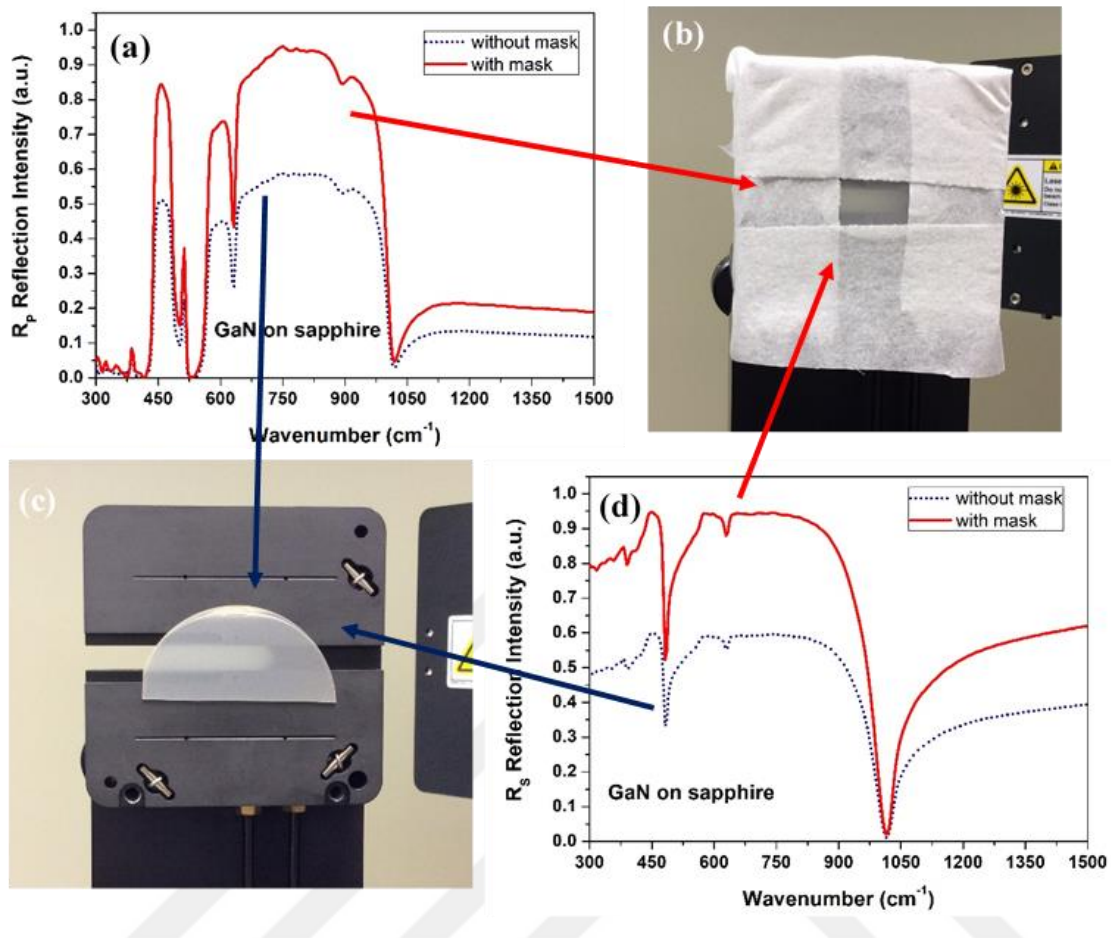 (a)
without mask
with mask
1.0
0.9
0.8
0.7
0.6
0.5
0.4
0.3
0.2
0.1
0.0
R_P Reflection Intensity (a.u.)
GaN on sapphire
300 450 600 750 900 1050 1200 1350 1500
Wavenumber (cm⁻¹)
(b)
Laser
(c)
(d)
without mask
with mask
1.0
0.9
0.8
0.7
0.6
0.5
0.4
0.3
0.2
0.1
0.0
R_S Reflection Intensity (a.u.)
GaN on sapphire
300 450 600 750 900 1050 1200 1350 1500
Wavenumber (cm⁻¹)